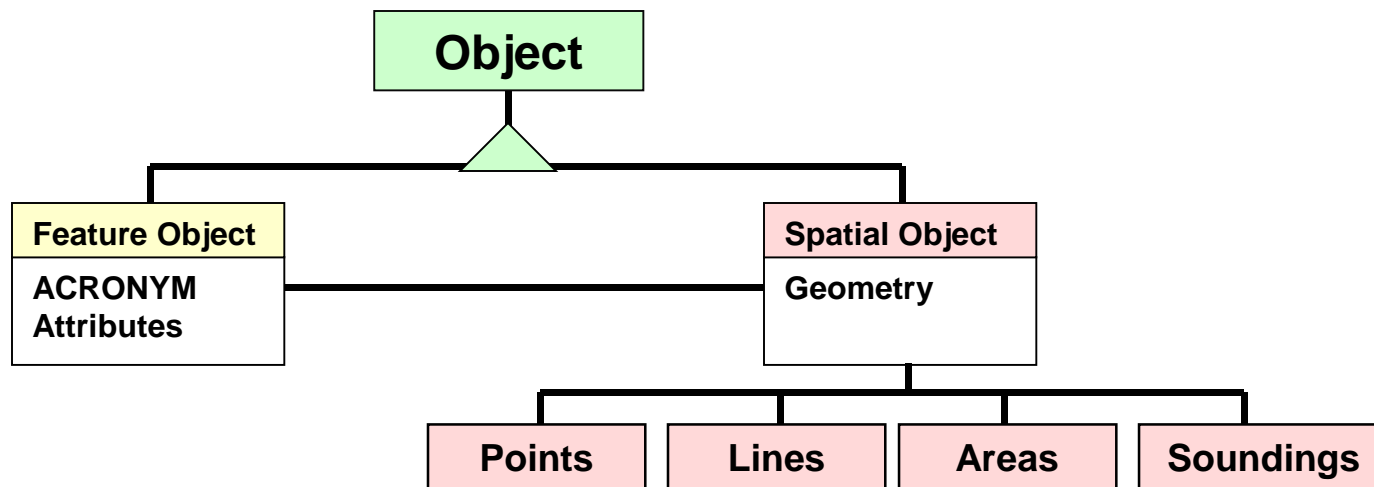 Object
Feature Object
ACRONYM
Attributes
Spatial Object
Geometry
Points
Lines
Areas
Soundings